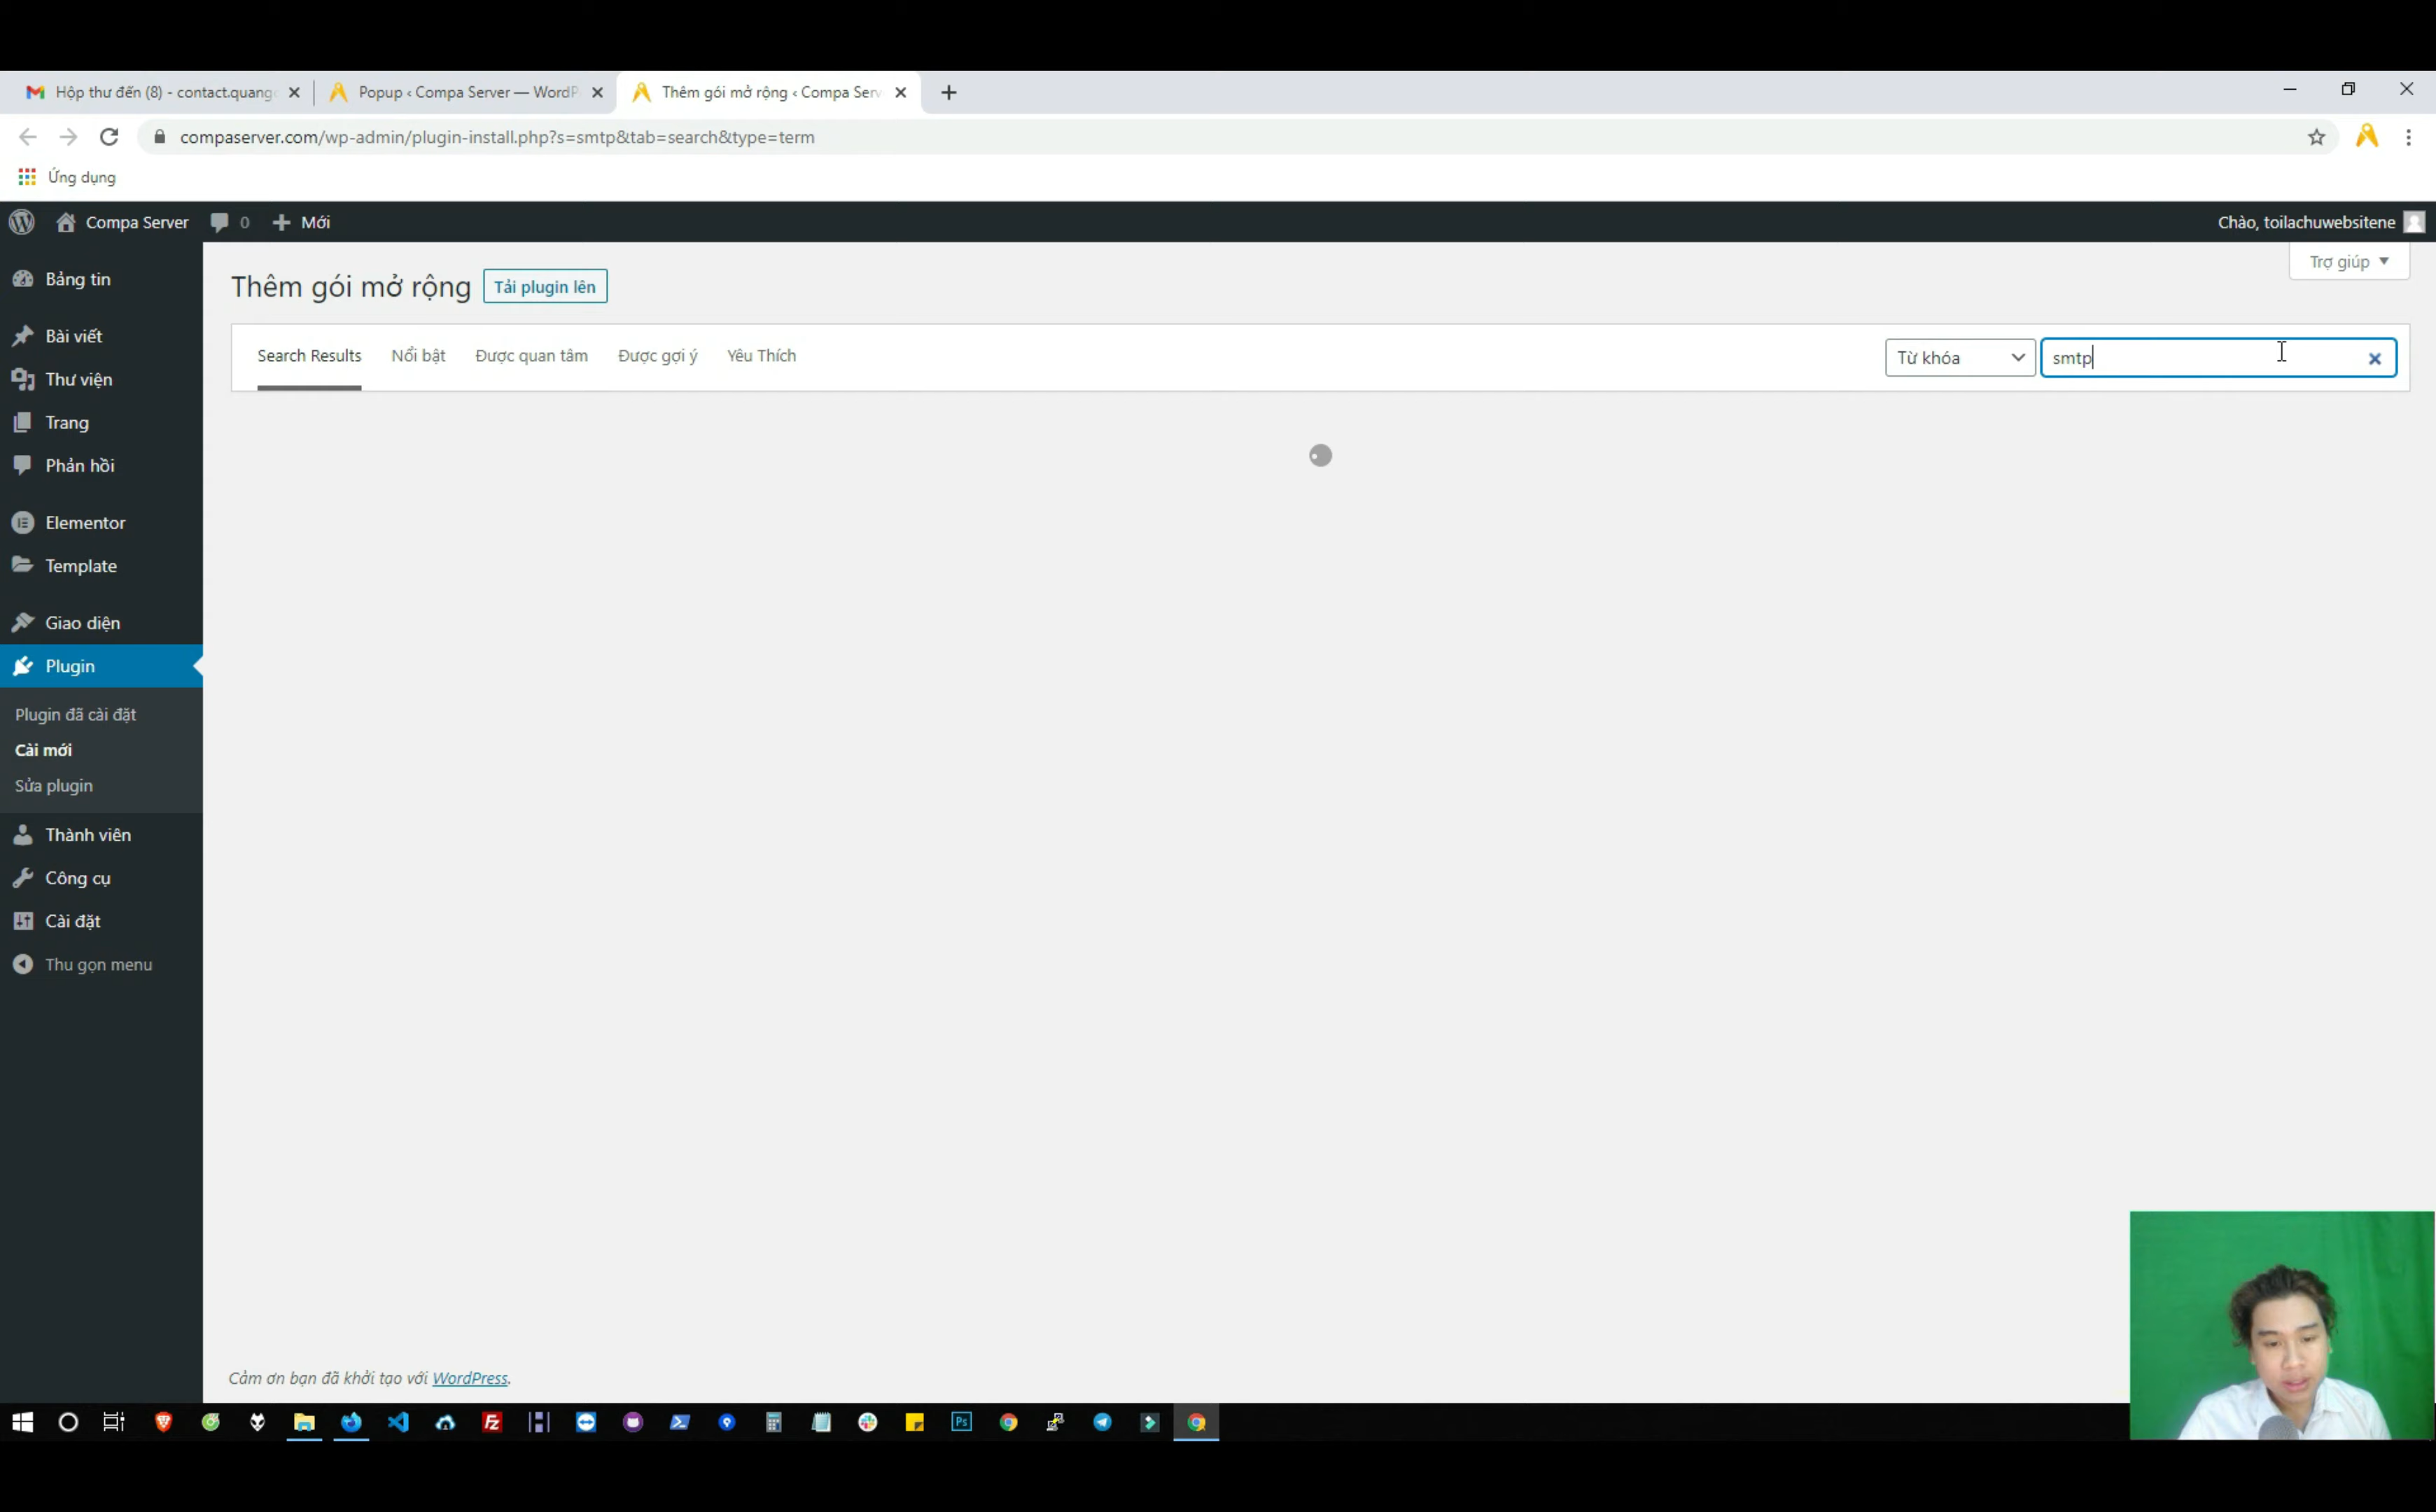 Hộp thư đến (8) - contact.quang
Popup ‹ Compa Server — WordP
Thêm gói mở rộng ‹ Compa Serv
compaserver.com/wp-admin/plugin-install.php?s=smtp&tab=search&type=term
Ứng dụng
Compa Server
0
Mới
Chào, toilachuwebsitene
Trợ giúp
Thêm gói mở rộng
Tải plugin lên
Search Results
Nổi bật
Được quan tâm
Được gợi ý
Yêu Thích
Từ khóa
smtp
Bảng tin
Bài viết
Thư viện
Trang
Phản hồi
Elementor
Template
Giao diện
Plugin
Plugin đã cài đặt
Cài mới
Sửa plugin
Thành viên
Công cụ
Cài đặt
Thu gọn menu
Cảm ơn bạn đã khởi tạo với WordPress.
Fz
Ps